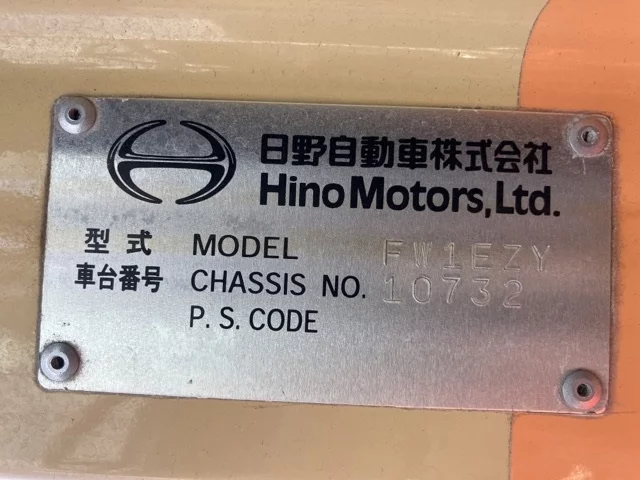 日野自動車株式会社
Hino Motors, Ltd.
型式 MODEL FW1EZY
車台番号 CHASSIS NO. 10732
P. S. CODE